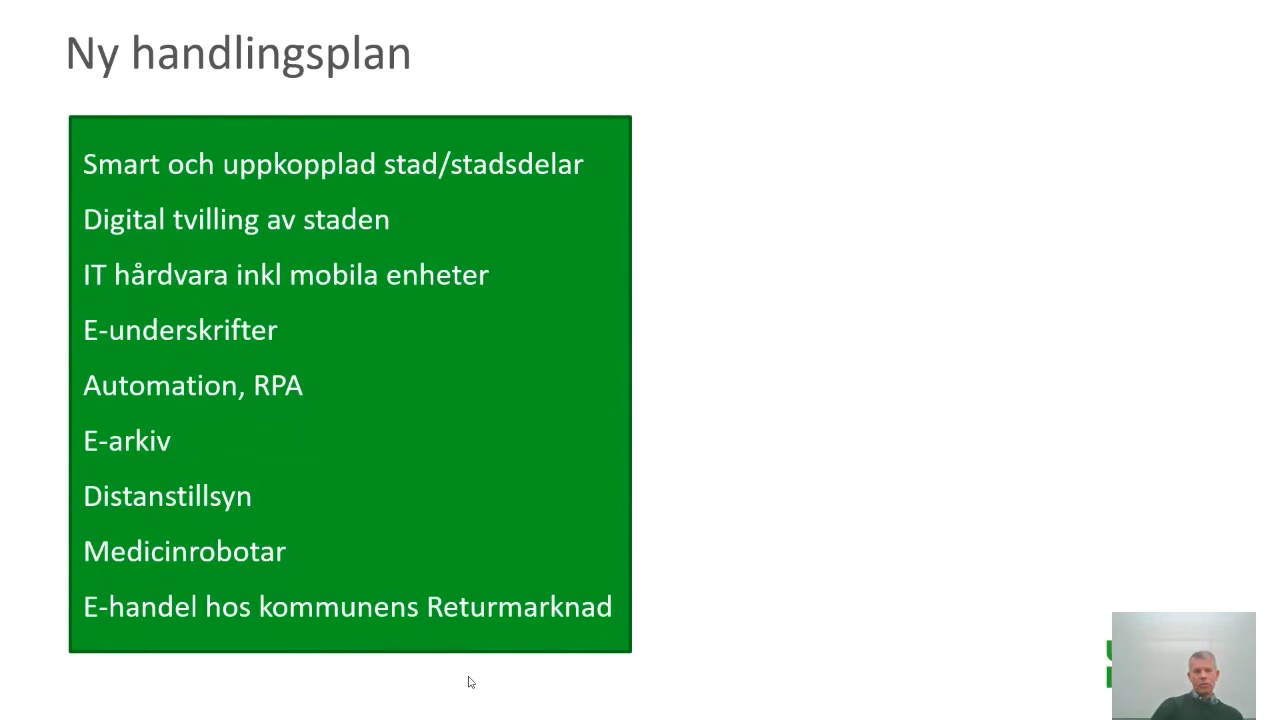 Ny handlingsplan
Smart och uppkopplad stad/stadsdelar
Digital tvilling av staden
IT hårdvara inkl mobila enheter
E-underskrifter
Automation, RPA
E-arkiv
Distanstillsyn
Medicinrobotar
E-handel hos kommunens Returmarknad